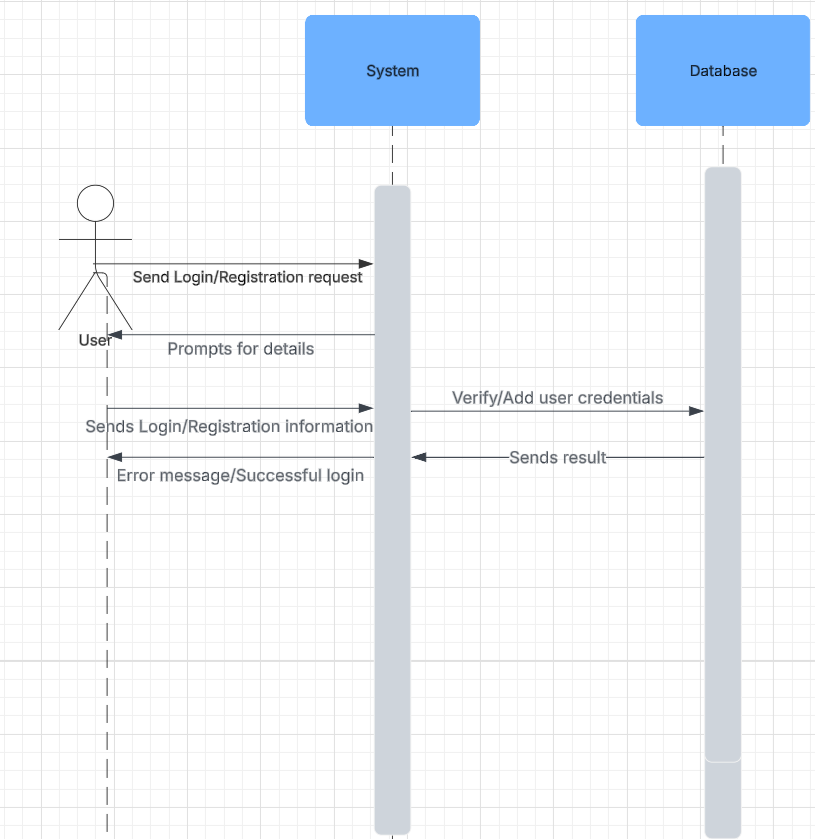 System
Database
Send Login/Registration request
User
Prompts for details
Verify/Add user credentials
Sends Login/Registration information
Sends result
Error message/Successful login